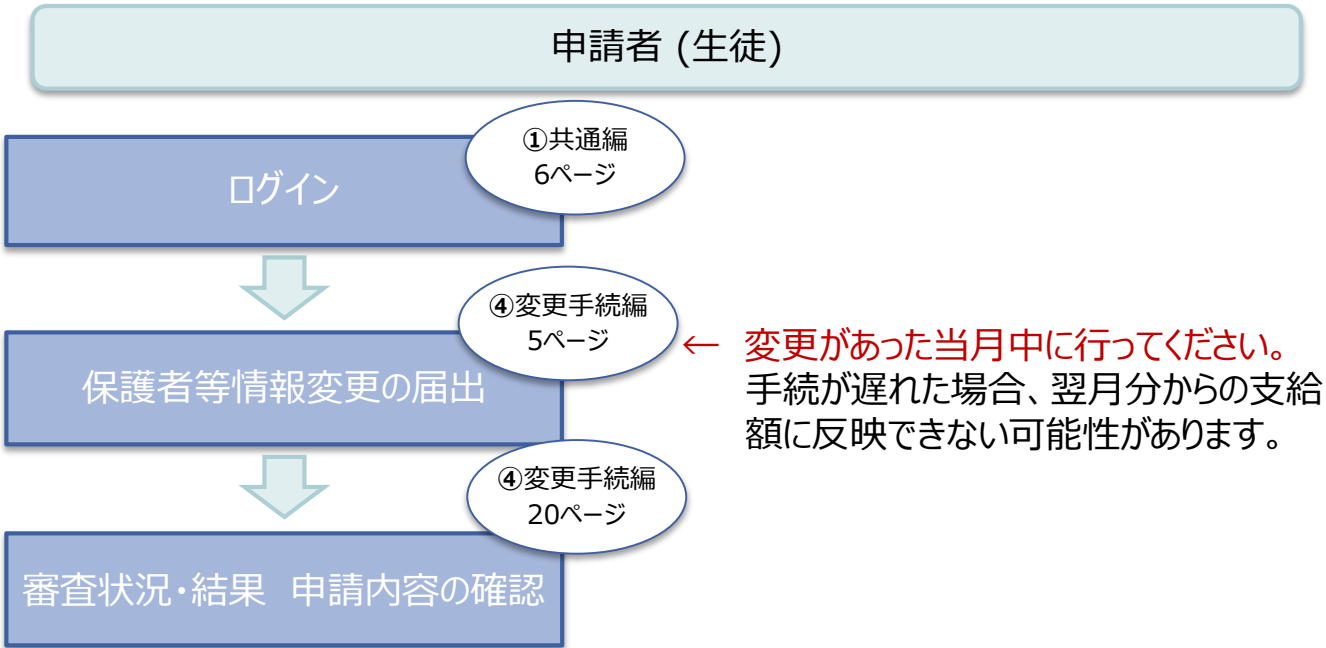 申請者 (生徒)
①共通編
6ページ
ログイン
④変更手続編
5ページ
保護者等情報変更の届出
← 変更があった当月中に行ってください。
手続が遅れた場合、翌月分からの支給
額に反映できない可能性があります。
④変更手続編
20ページ
審査状況・結果　申請内容の確認